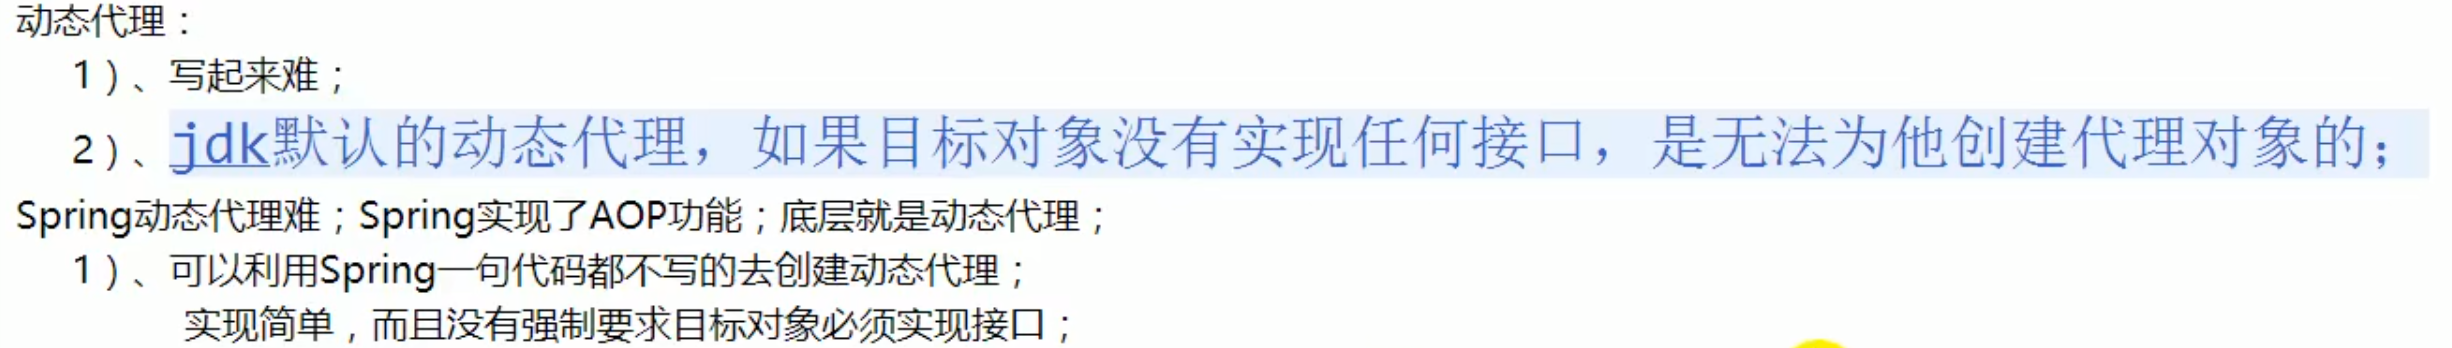 动态代理：
1）、写起来难；
2）、jdk默认的动态代理，如果目标对象没有实现任何接口，是无法为他创建代理对象的；
Spring动态代理难；Spring实现了AOP功能；底层就是动态代理；
1）、可以利用Spring一句代码都不写的去创建动态代理；
实现简单，而且没有强制要求目标对象必须实现接口；